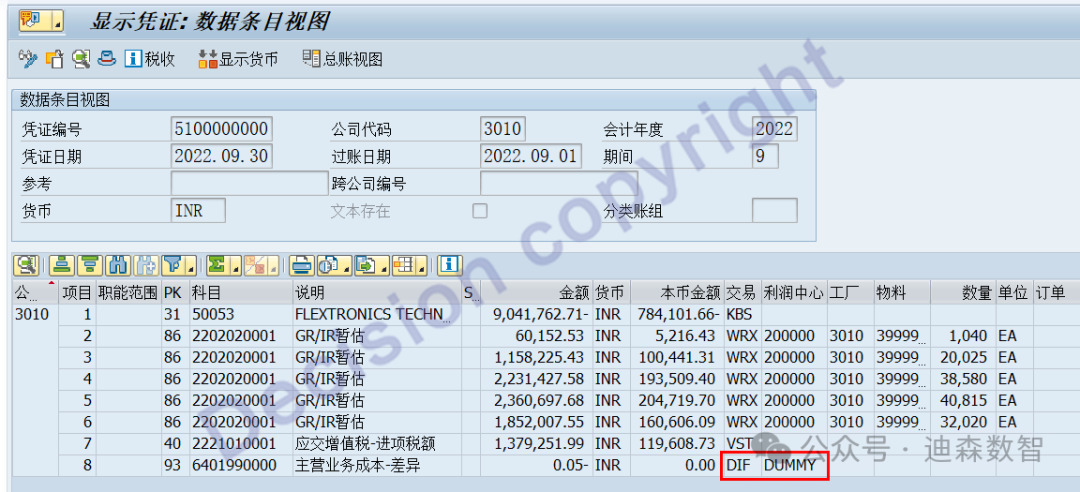 显示凭证: 数据条目视图
税收 显示货币 总账视图
数据条目视图
凭证编号 5100000000 公司代码 3010 会计年度 2022
凭证日期 2022.09.30 过账日期 2022.09.01 期间 9
参考 跨公司编号
货币 INR 文本存在 分类账组
公... 项目 职能范围 PK 科目 说明 S... 金额 货币 本币金额 交易 利润中心 工厂 物料 数量 单位 订单
3010 1 31 50053 FLEXTRONICS TECHN... 9,041,762.71- INR 784,101.66- KBS
2 86 2202020001 GR/IR暂估 60,152.53 INR 5,216.43 WRX 200000 3010 39999... 1,040 EA
3 86 2202020001 GR/IR暂估 1,158,225.43 INR 100,441.31 WRX 200000 3010 39999... 20,025 EA
4 86 2202020001 GR/IR暂估 2,231,427.58 INR 193,509.40 WRX 200000 3010 39999... 38,580 EA
5 86 2202020001 GR/IR暂估 2,360,697.68 INR 204,719.70 WRX 200000 3010 39999... 40,815 EA
6 86 2202020001 GR/IR暂估 1,852,007.55 INR 160,606.09 WRX 200000 3010 39999... 32,020 EA
7 40 2221010001 应交增值税-进项税额 1,379,251.99 INR 119,608.73 VST
8 93 6401990000 主营业务成本-差异 0.05- INR 0.00 DIF DUMMY
Decision copyright
公众号 · 迪森数智